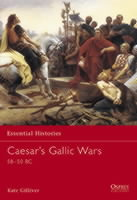 Essential Histories
Caesar's Gallic Wars
58–50 BC
Kate Gilliver
OSPREY